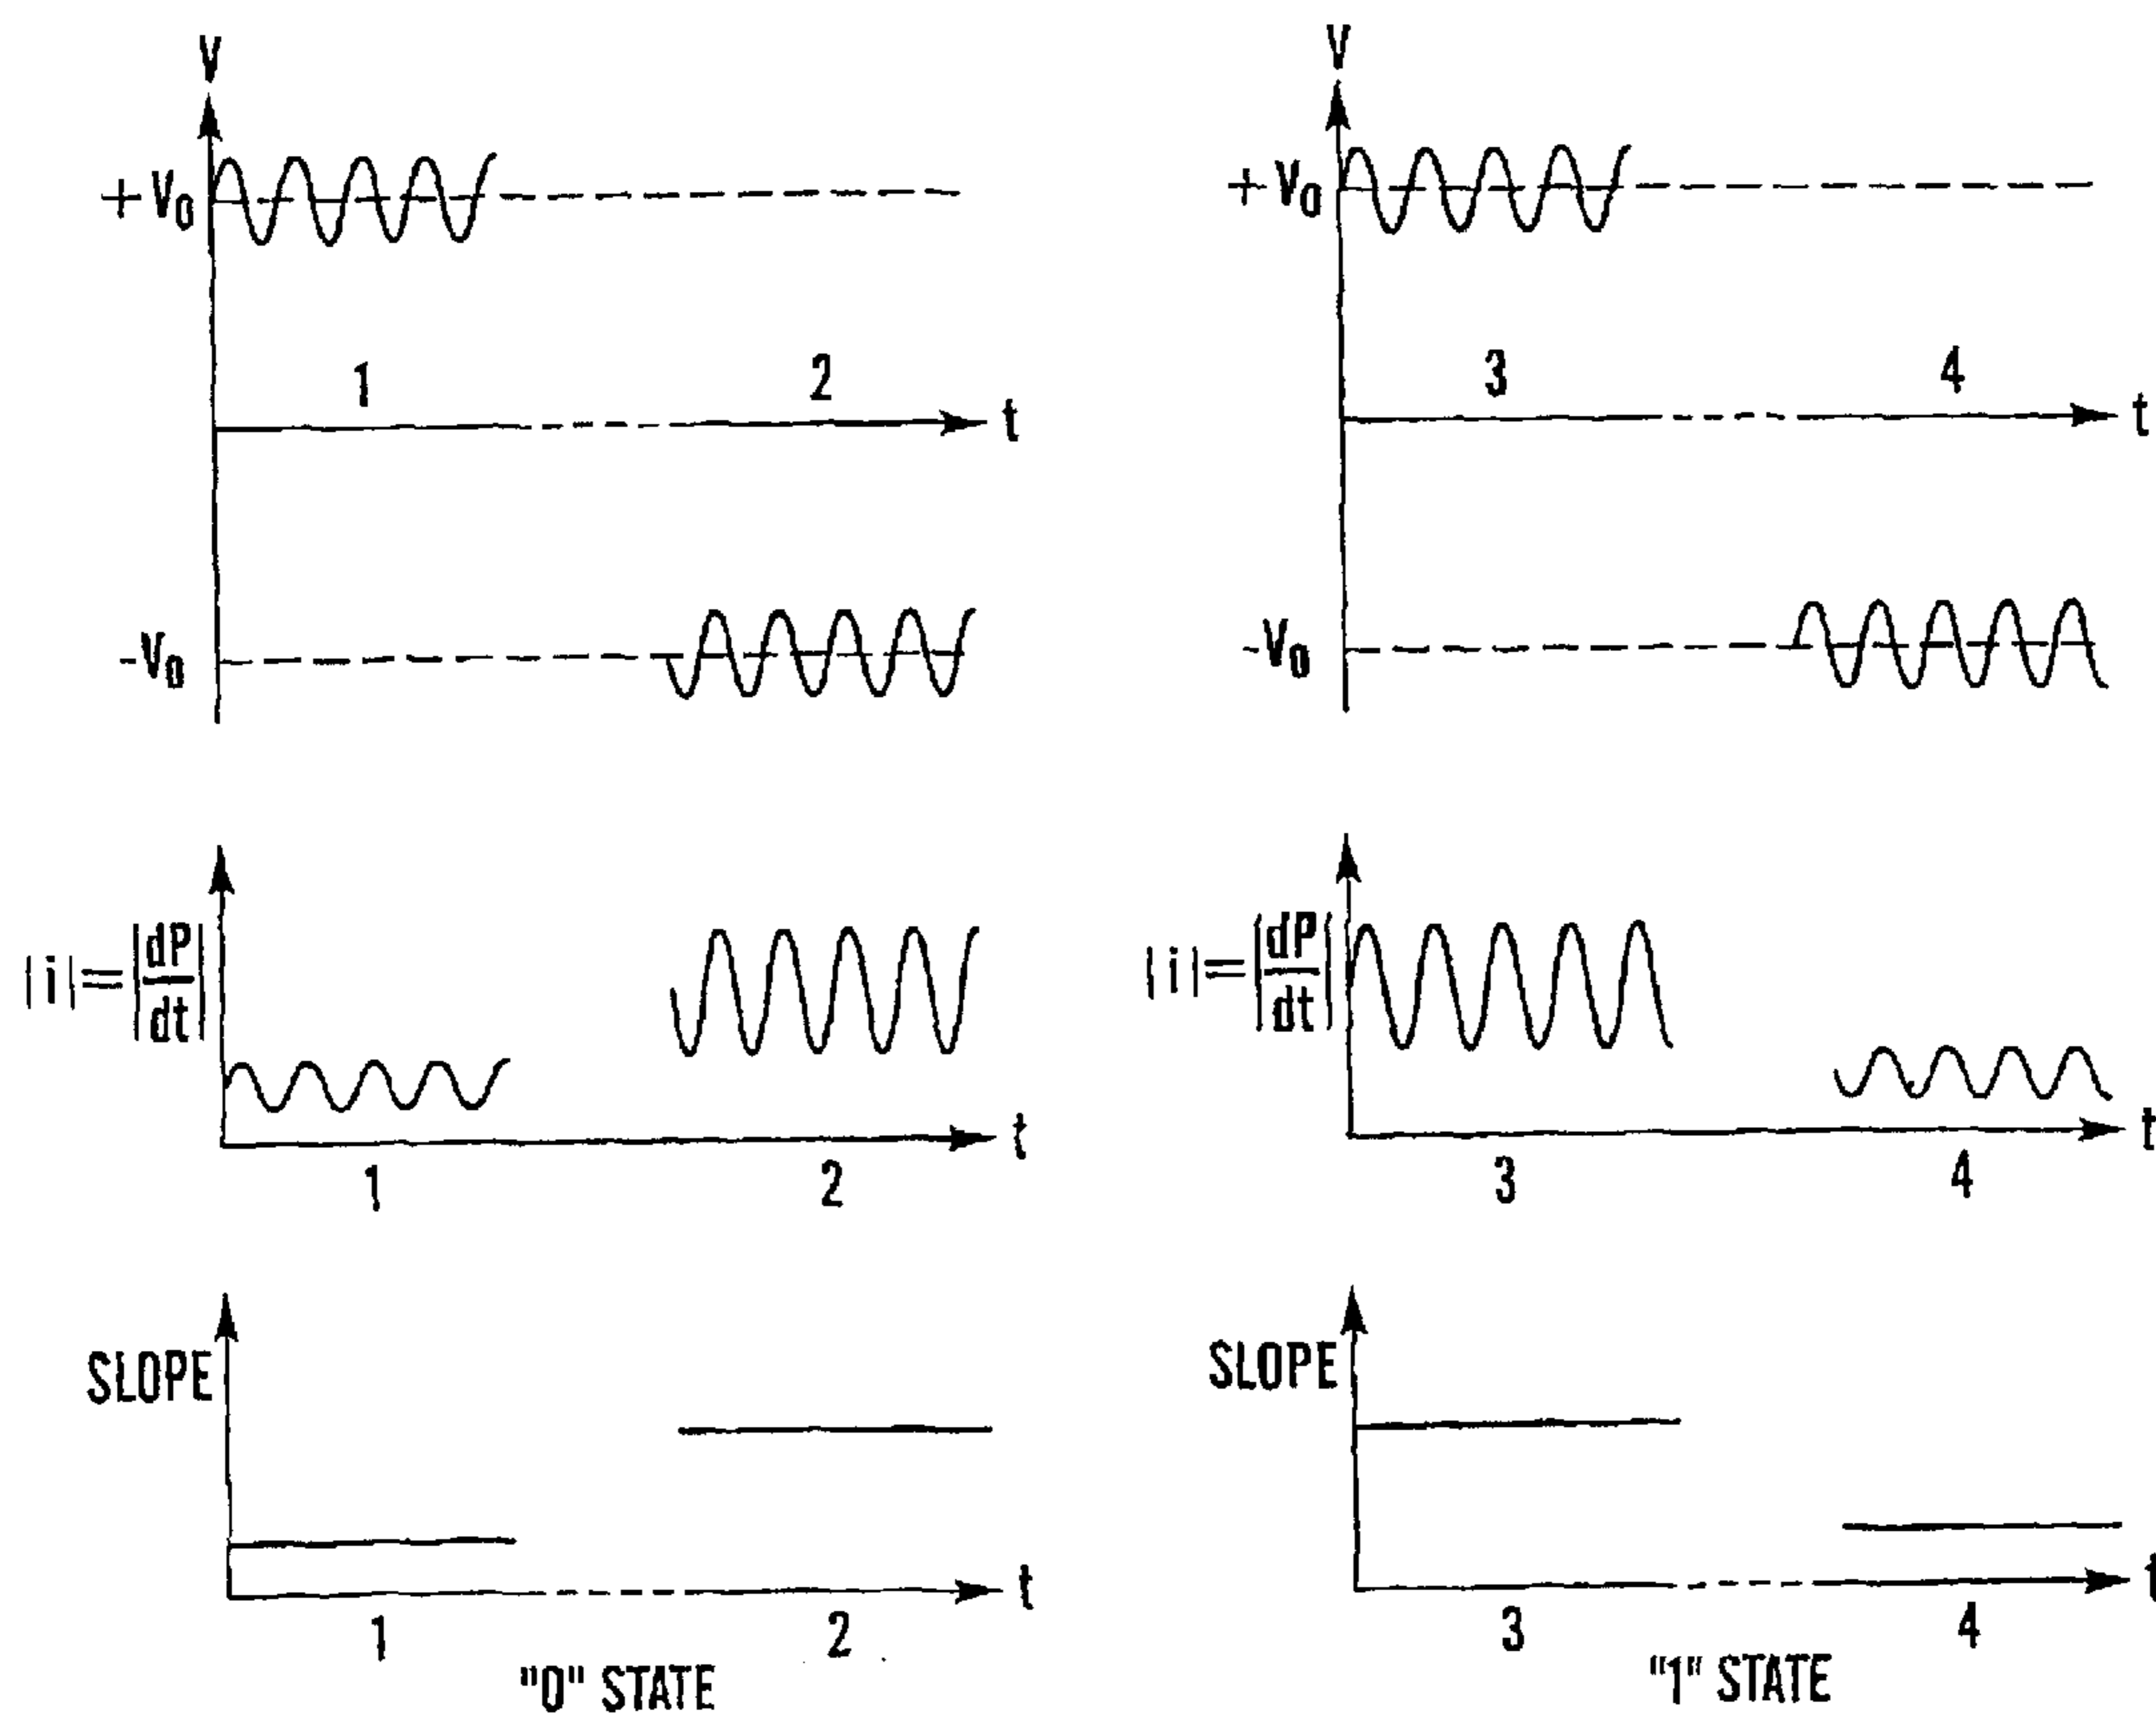 V
+V₀
1
2
t
-V₀
V
+V₀
3
4
t
-V₀
|i|=|dP/dt|
1
2
t
|i|=|dP/dt|
3
4
t
SLOPE
1
2
t
"0" STATE
SLOPE
3
4
t
"1" STATE